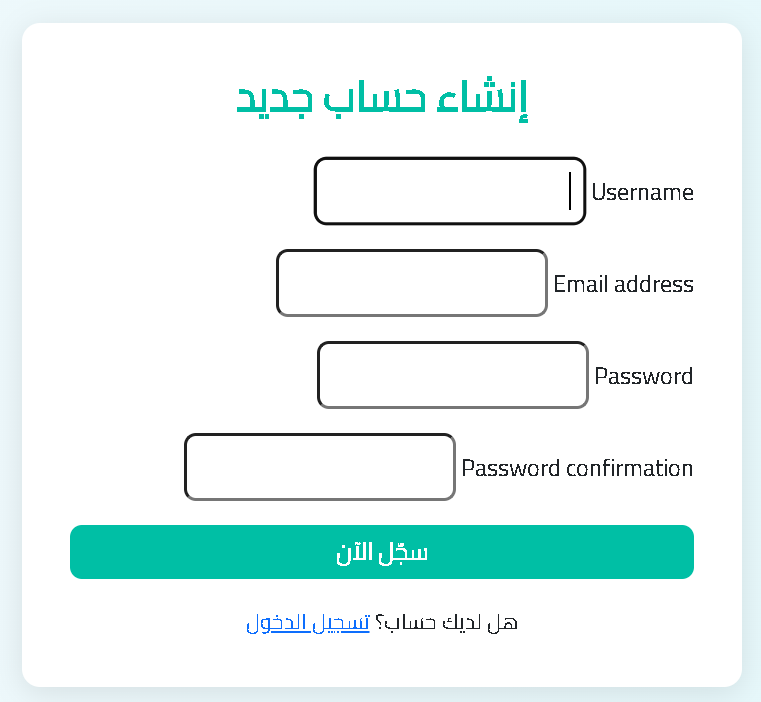 إنشاء حساب جديد
Username
Email address
Password
Password confirmation
سجّل الآن
هل لديك حساب؟ تسجيل الدخول